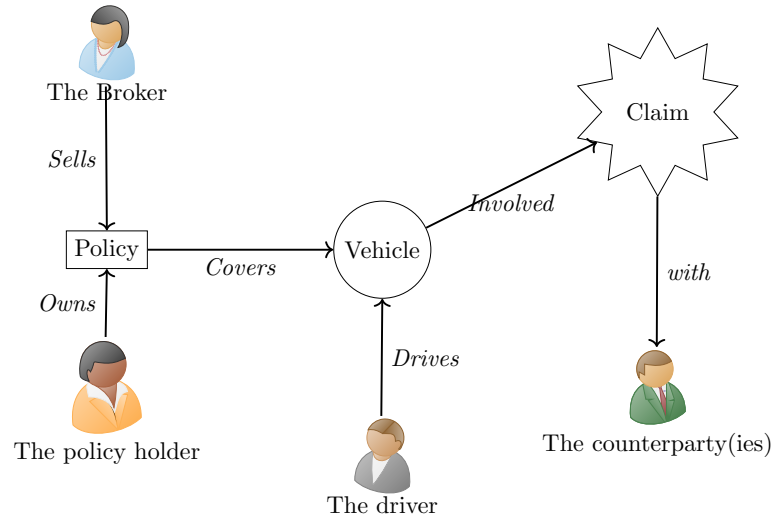 The Broker
Claim
Sells
Involved
Policy
Vehicle
Covers
with
Owns
Drives
The policy holder
The counterparty(ies)
The driver